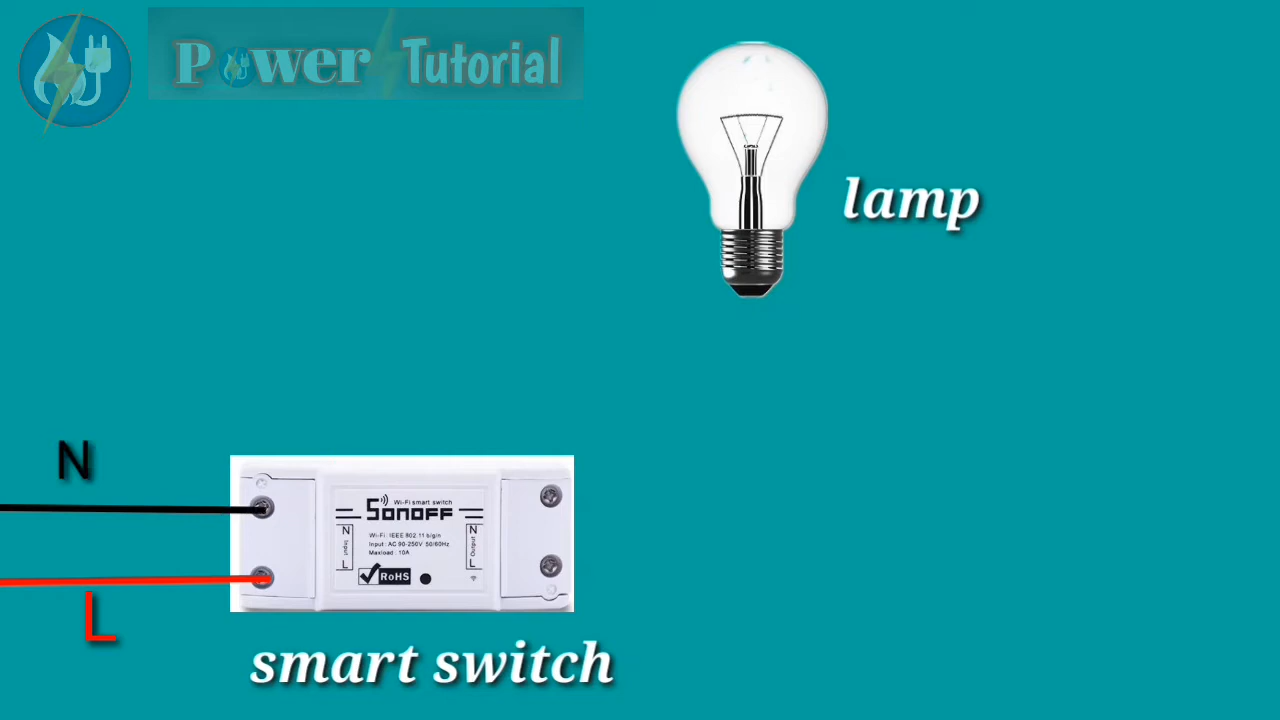 Power Tutorial
lamp
N
L
Wi-Fi smart switch
SONOFF
N
Input
L
Wi-Fi: IEEE 802.11 b/g/n
Input: AC 90-250V 50/60Hz
Maxload: 10A
RoHS
N
Output
L
smart switch